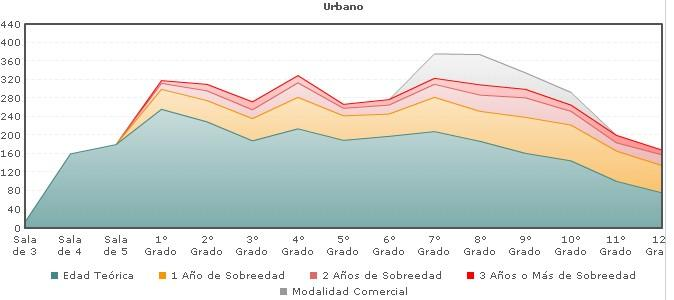 Urbano
440
400
360
320
280
240
200
160
120
80
40
0
Sala de 3
Sala de 4
Sala de 5
1° Grado
2° Grado
3° Grado
4° Grado
5° Grado
6° Grado
7° Grado
8° Grado
9° Grado
10° Grado
11° Grado
12 Gra
Edad Teórica
1 Año de Sobreedad
2 Años de Sobreedad
3 Años o Más de Sobreedad
Modalidad Comercial